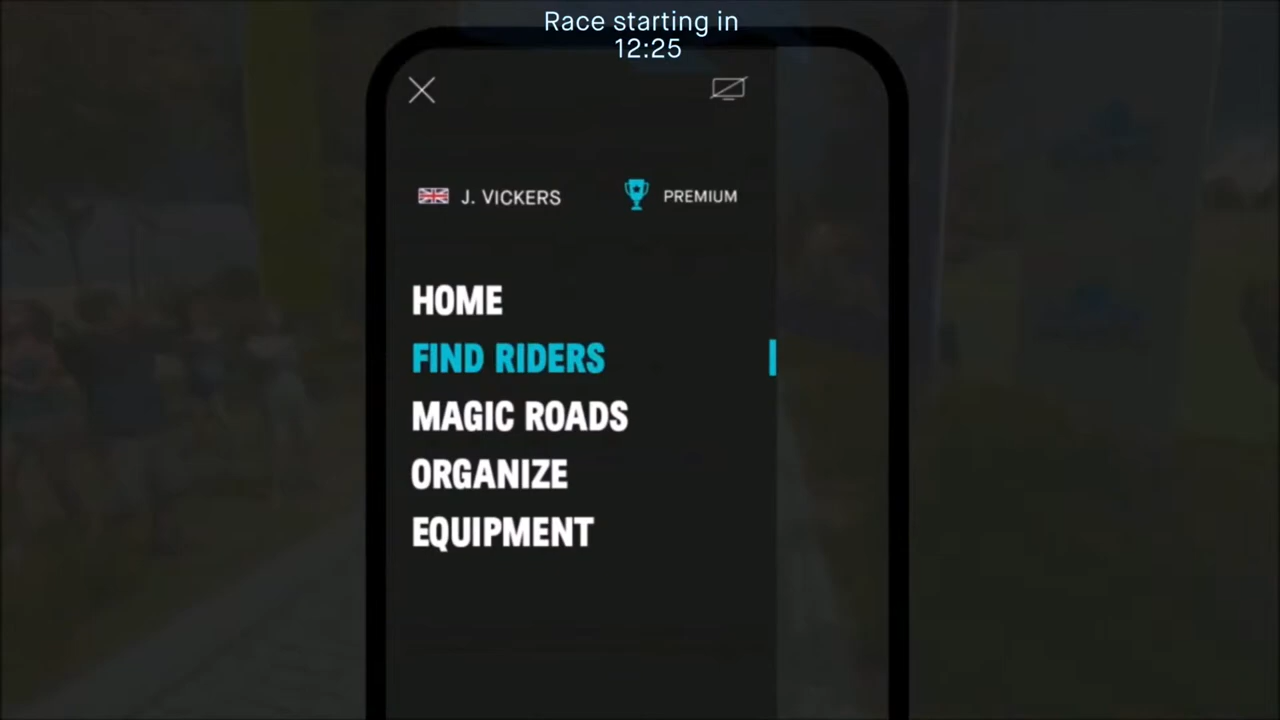 Race starting in
12:25
J. VICKERS
PREMIUM
HOME
FIND RIDERS
MAGIC ROADS
ORGANIZE
EQUIPMENT